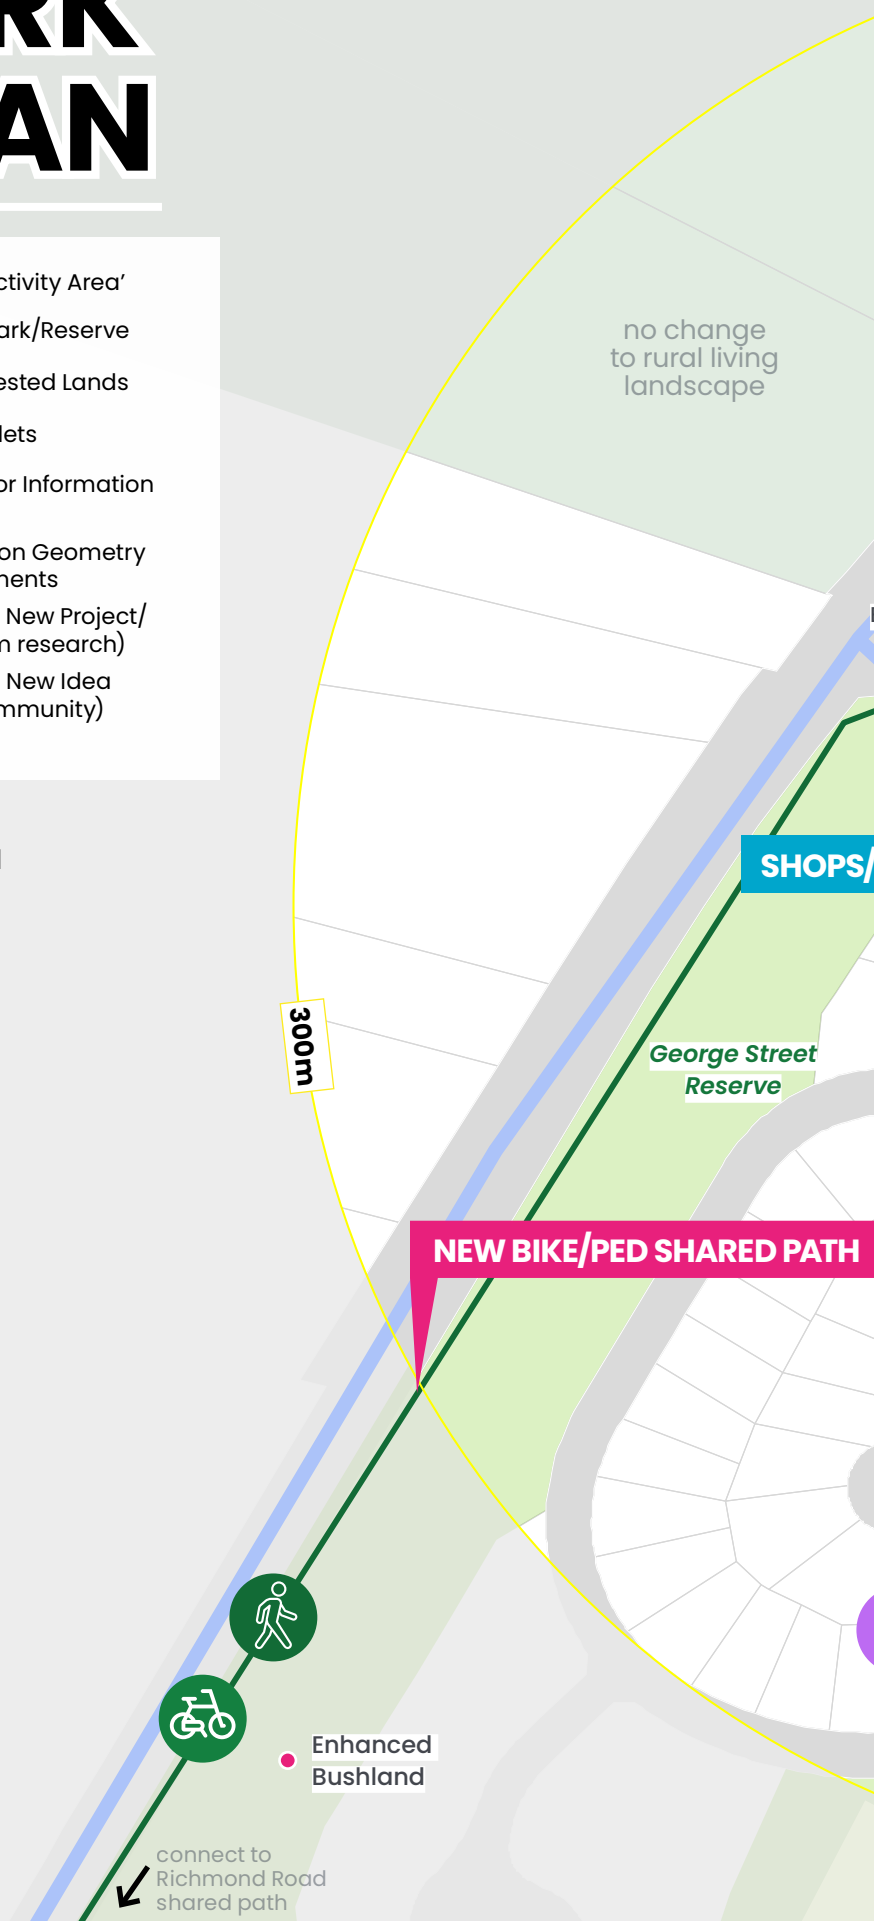 RK
AN
ctivity Area’
ark/Reserve
ested Lands
lets
or Information
on Geometry
nents
New Project/
m research)
New Idea
mmunity)
no change
to rural living
landscape
SHOPS/
300m
George Street
Reserve
NEW BIKE/PED SHARED PATH
Enhanced
Bushland
connect to
Richmond Road
shared path